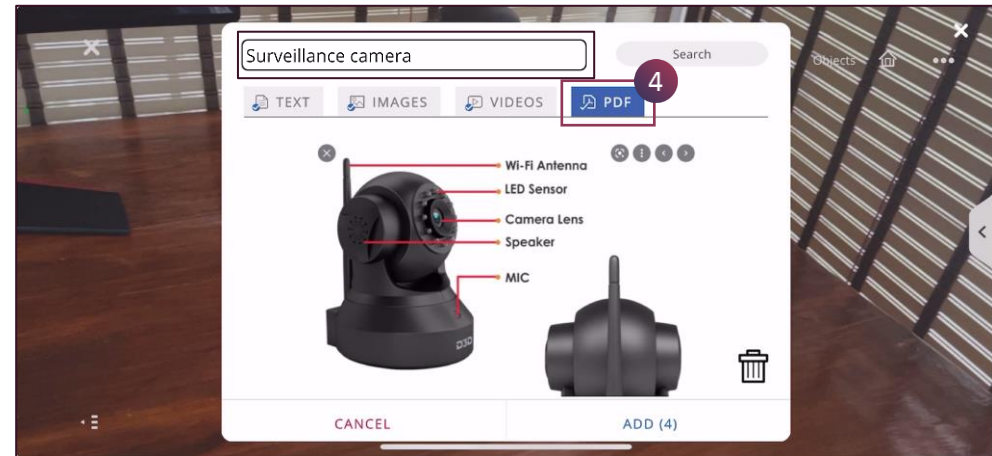 Surveillance camera
Search
Objects
4
TEXT
IMAGES
VIDEOS
PDF
Wi-Fi Antenna
LED Sensor
Camera Lens
Speaker
MIC
D3D
CANCEL
ADD (4)